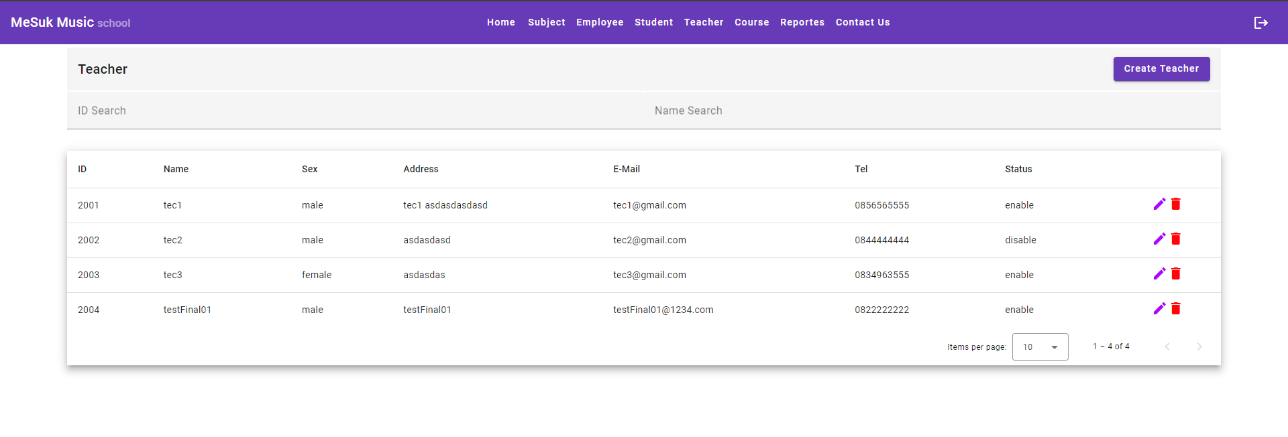 MeSuk Music school Home Subject Employee Student Teacher Course Reportes Contact Us
Teacher Create Teacher
ID Search Name Search
ID Name Sex Address E-Mail Tel Status
2001 tec1 male tec1 asdasdasdasd tec1@gmail.com 0856565555 enable
2002 tec2 male asdasdasd tec2@gmail.com 0844444444 disable
2003 tec3 female asdasdas tec3@gmail.com 0834963555 enable
2004 testFinal01 male testFinal01 testFinal01@1234.com 0822222222 enable
Items per page: 10 1 – 4 of 4